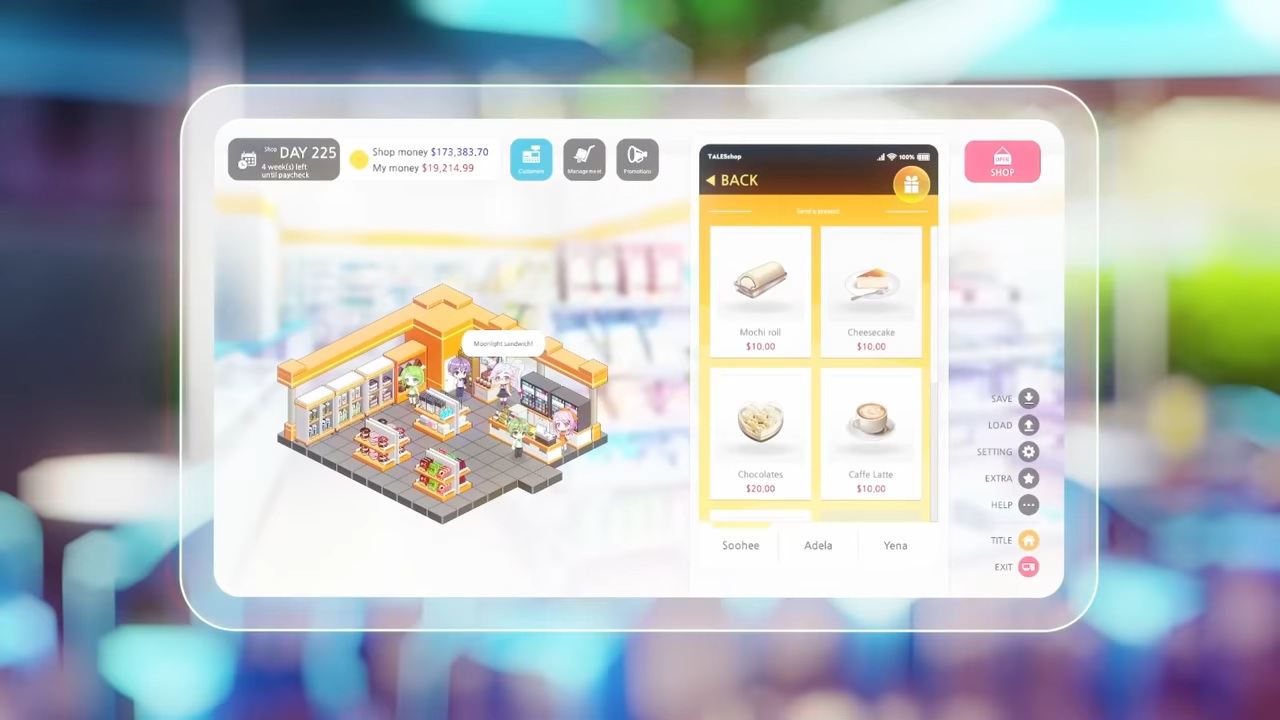 Shop DAY 225
4 week(s) left
until paycheck
Shop money $173,383.70
My money $19,214.99
Customers
Management
Promotions
TALESshop
100%
BACK
OPEN
SHOP
Send a present
Mochi roll
$10.00
Cheesecake
$10.00
Moonlight sandwich!
Chocolates
$20.00
Caffe Latte
$10.00
SAVE
LOAD
SETTING
EXTRA
HELP
TITLE
EXIT
Soohee
Adela
Yena